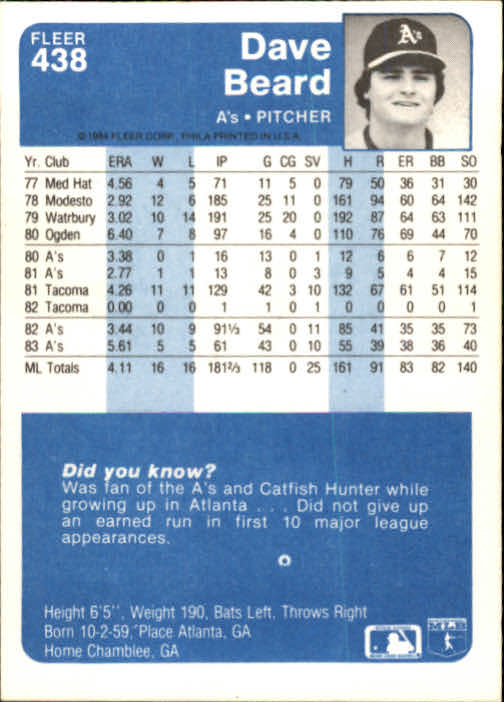 FLEER
438
Dave
Beard
A's • PITCHER
A's
© 1984 FLEER CORP., PHILA PRINTED IN U.S.A.
Yr. Club ERA W L IP G CG SV H R ER BB SO
77 Med Hat 4.56 4 5 71 11 5 0 79 50 36 31 30
78 Modesto 2.92 12 6 185 25 11 0 161 94 60 64 142
79 Watrbury 3.02 10 14 191 25 20 0 192 87 64 63 111
80 Ogden 6.40 7 8 97 16 4 0 110 76 69 44 70
80 A's 3.38 0 1 16 13 0 1 12 6 6 7 12
81 A's 2.77 1 1 13 8 0 3 9 5 4 4 15
81 Tacoma 4.26 11 11 129 42 3 10 132 67 61 51 114
82 Tacoma 0.00 0 0 1 1 0 1 0 0 0 0 1
82 A's 3.44 10 9 91⅓ 54 0 11 85 41 35 35 73
83 A's 5.61 5 5 61 43 0 10 55 39 38 36 40
ML Totals 4.11 16 16 181⅔ 118 0 25 161 91 83 82 140
Did you know?
Was fan of the A's and Catfish Hunter while
growing up in Atlanta . . . Did not give up
an earned run in first 10 major league
appearances.
Height 6'5'', Weight 190, Bats Left, Throws Right
Born 10-2-59, Place Atlanta, GA
Home Chamblee, GA